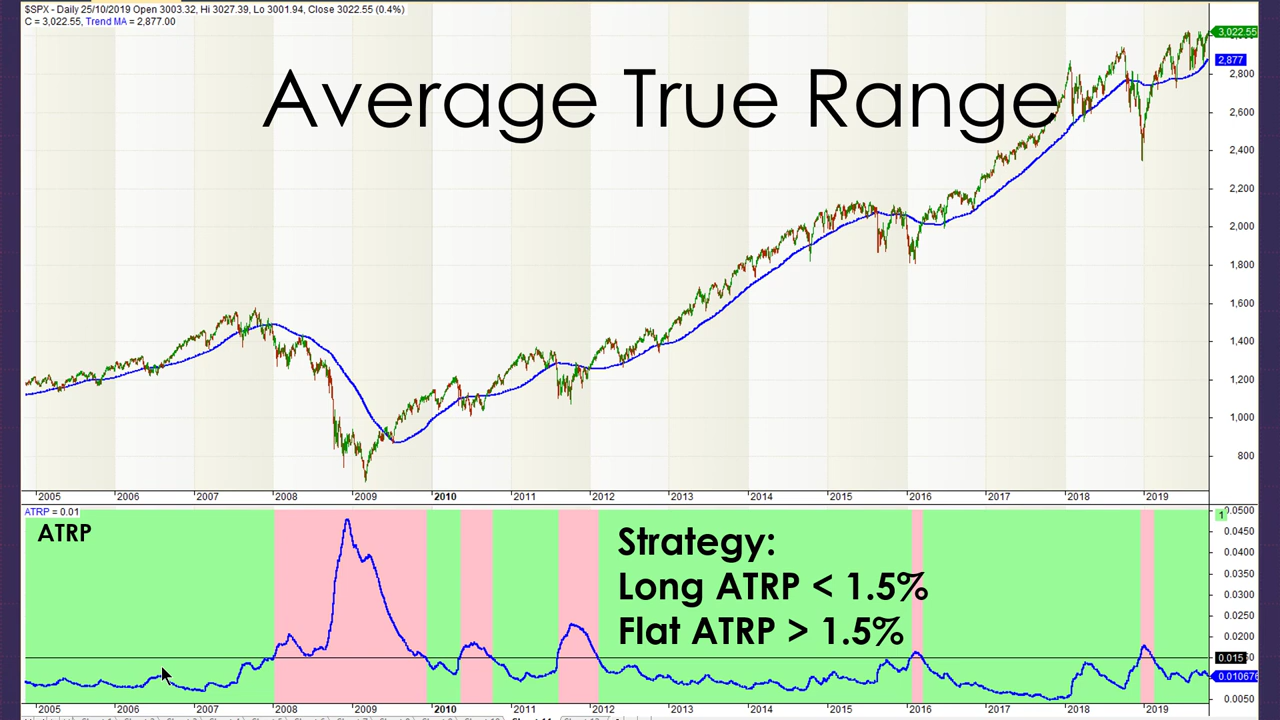 $SPX - Daily 25/10/2019 Open 3003.32, Hi 3027.39, Lo 3001.94, Close 3022.55 (0.4%)
C = 3,022.55, Trend MA = 2,877.00
Average True Range
3,022.55
2,877
2,800
2,600
2,400
2,200
2,000
1,800
1,600
1,400
1,200
1,000
800
2005 2006 2007 2008 2009 2010 2011 2012 2013 2014 2015 2016 2017 2018 2019
ATRP = 0.01
ATRP
Strategy:
Long ATRP < 1.5%
Flat ATRP > 1.5%
1
0.0500
0.0450
0.0400
0.0350
0.0300
0.0250
0.0200
0.015
0.010676
0.0050
2005 2006 2007 2008 2009 2010 2011 2012 2013 2014 2015 2016 2017 2018 2019